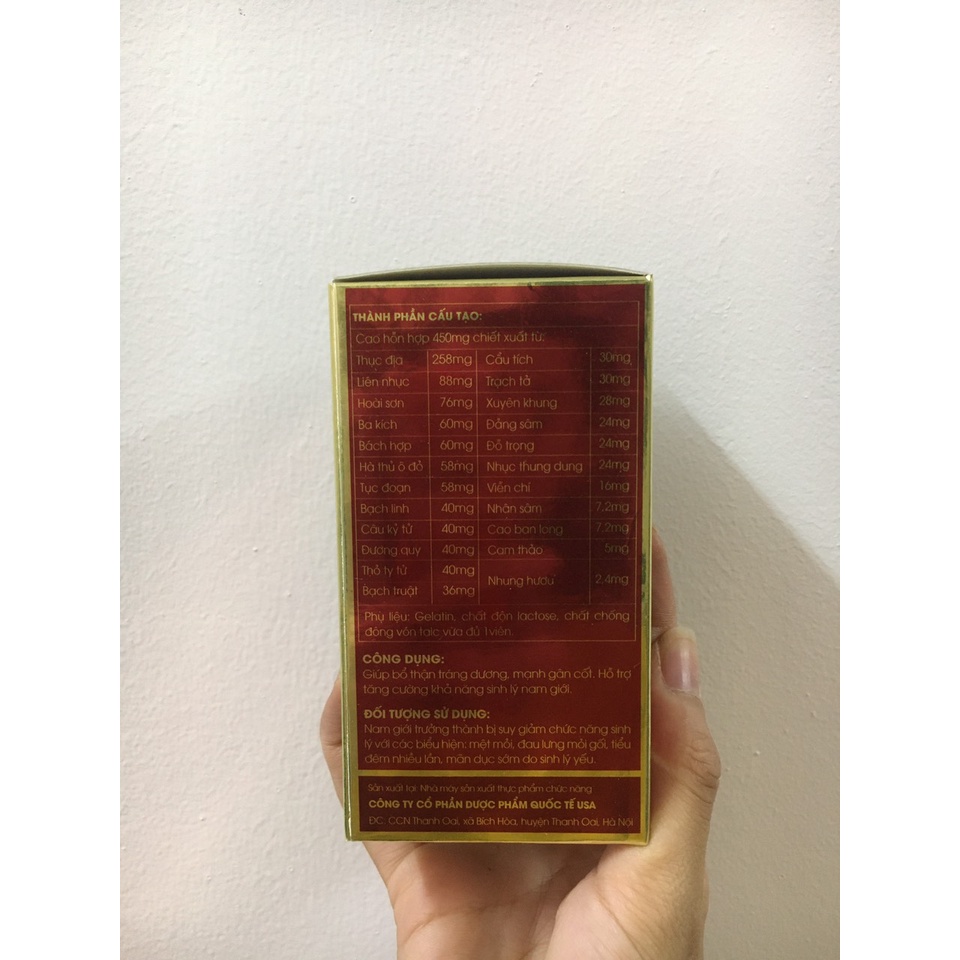 THÀNH PHẦN CẤU TẠO:
Cao hỗn hợp 450mg chiết xuất từ:
Thục địa 258mg Cẩu tích 30mg
Liên nhục 88mg Trạch tả 30mg
Hoài sơn 76mg Xuyên khung 28mg
Ba kích 60mg Đảng sâm 24mg
Bách hợp 60mg Đỗ trọng 24mg
Hà thủ ô đỏ 58mg Nhục thung dung 24mg
Tục đoạn 58mg Viễn chí 16mg
Bạch linh 40mg Nhân sâm 7,2mg
Câu kỷ tử 40mg Cao ban long 7,2mg
Đương quy 40mg Cam thảo 5mg
Thỏ ty tử 40mg Nhung hươu 2,4mg
Bạch truật 36mg
Phụ liệu: Gelatin, chất độn lactose, chất chống
đông vón talc vừa đủ 1viên.
CÔNG DỤNG:
Giúp bổ thận tráng dương, mạnh gân cốt. Hỗ trợ
tăng cường khả năng sinh lý nam giới.
ĐỐI TƯỢNG SỬ DỤNG:
Nam giới trưởng thành bị suy giảm chức năng sinh
lý với các biểu hiện: mệt mỏi, đau lưng mỏi gối, tiểu
đêm nhiều lần, mãn dục sớm do sinh lý yếu.
Sản xuất tại: Nhà máy sản xuất thực phẩm chức năng
CÔNG TY CỔ PHẦN DƯỢC PHẨM QUỐC TẾ USA
ĐC: CCN Thanh Oai, xã Bích Hòa, huyện Thanh Oai, Hà Nội